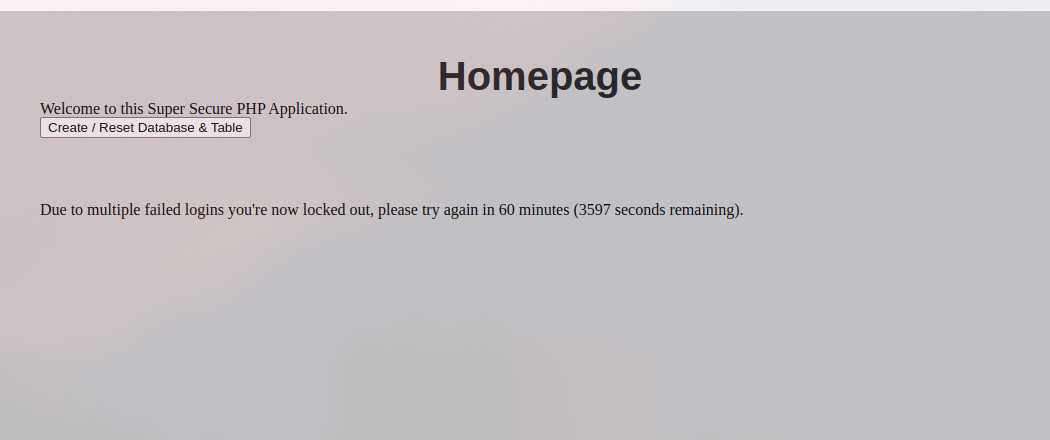 Homepage
Welcome to this Super Secure PHP Application.
Create / Reset Database & Table
Due to multiple failed logins you're now locked out, please try again in 60 minutes (3597 seconds remaining).